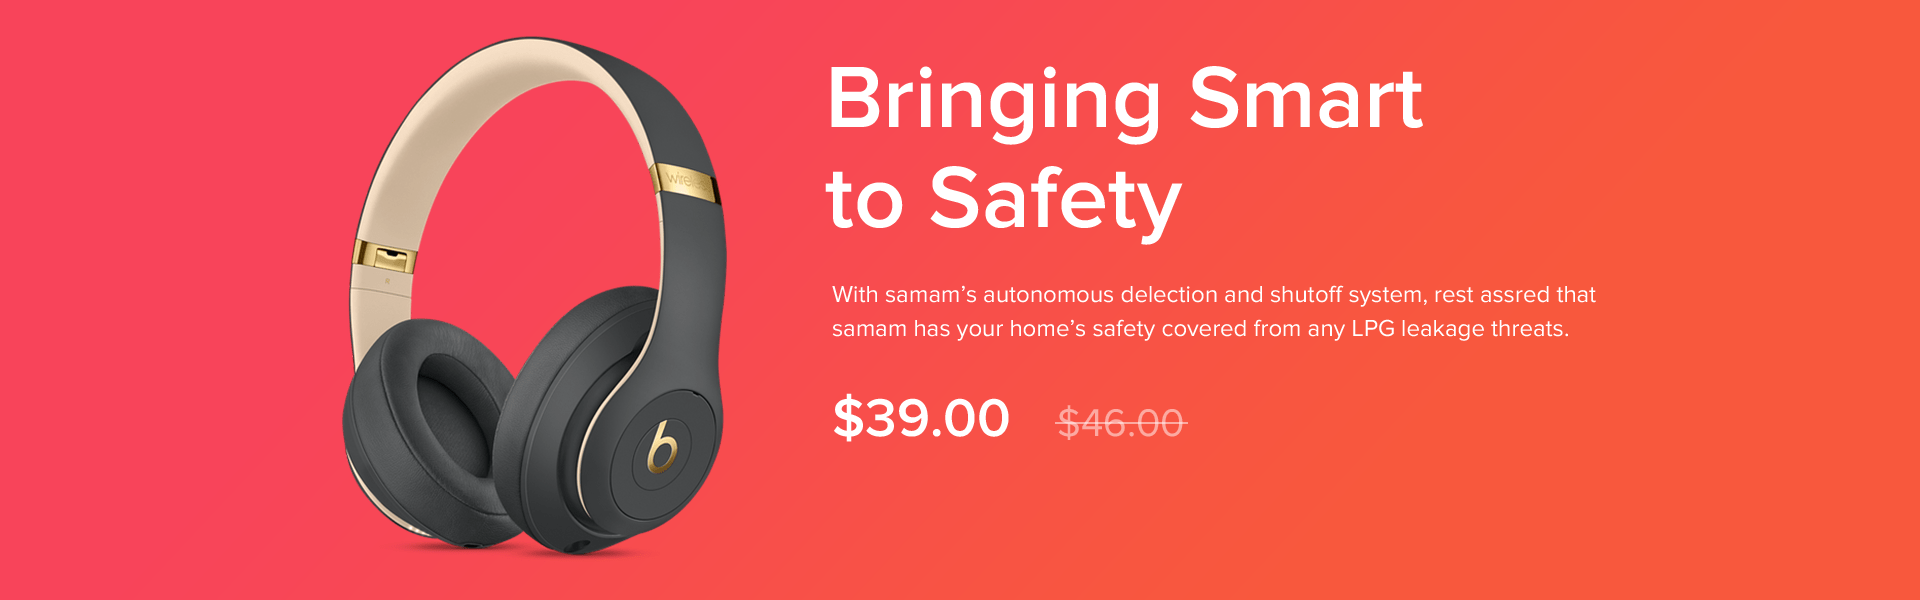 Bringing Smart
to Safety
With samam’s autonomous delection and shutoff system, rest assred that
samam has your home’s safety covered from any LPG leakage threats.
$39.00 $46.00
wireless
b